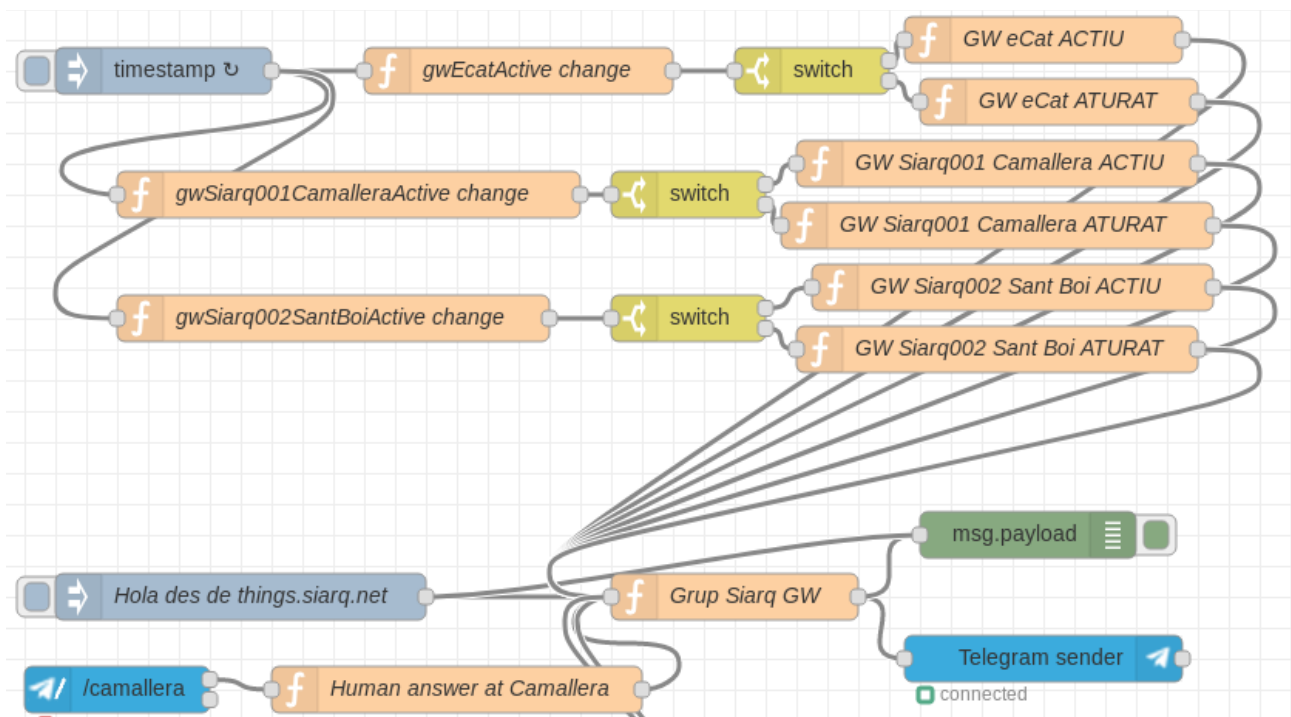 GW eCat ACTIU
timestamp ↻
gwEcatActive change
switch
GW eCat ATURAT
GW Siarq001 Camallera ACTIU
gwSiarq001CamalleraActive change
switch
GW Siarq001 Camallera ATURAT
GW Siarq002 Sant Boi ACTIU
gwSiarq002SantBoiActive change
switch
GW Siarq002 Sant Boi ATURAT
msg.payload
Hola des de things.siarq.net
Grup Siarq GW
Telegram sender
connected
/camallera
Human answer at Camallera